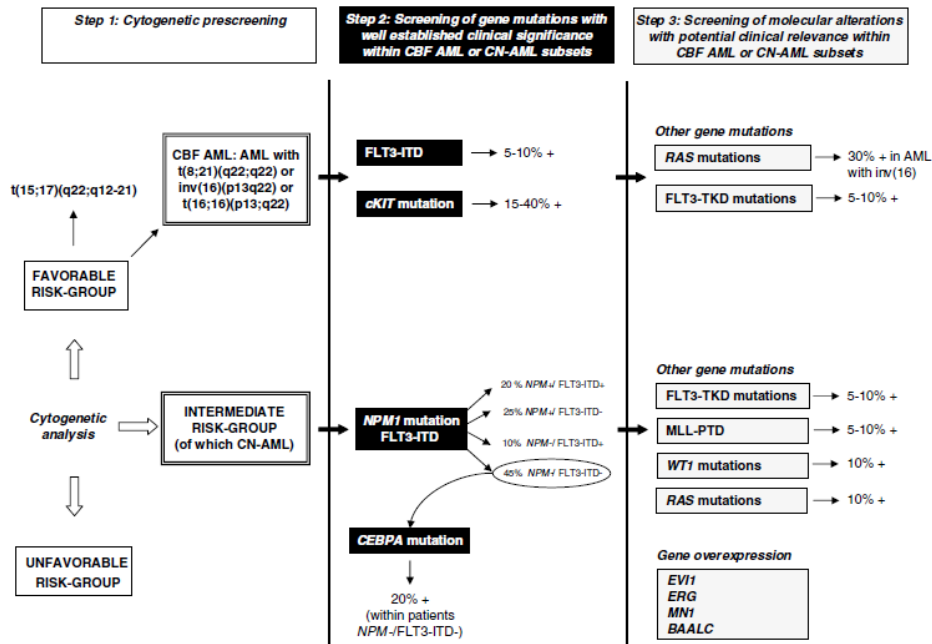 Step 1: Cytogenetic prescreening
Step 2: Screening of gene mutations with
well established clinical significance
within CBF AML or CN-AML subsets
Step 3: Screening of molecular alterations
with potential clinical relevance within
CBF AML or CN-AML subsets
t(15;17)(q22;q12-21)
CBF AML: AML with
t(8;21)(q22;q22) or
inv(16)(p13q22) or
t(16;16)(p13;q22)
FAVORABLE
RISK-GROUP
Cytogenetic
analysis
INTERMEDIATE
RISK-GROUP
(of which CN-AML)
UNFAVORABLE
RISK-GROUP
FLT3-ITD
5-10% +
cKIT mutation
15-40% +
NPM1 mutation
FLT3-ITD
20 % NPM+/ FLT3-ITD+
25% NPM+/ FLT3-ITD-
10% NPM-/ FLT3-ITD+
45% NPM-/ FLT3-ITD-
CEBPA mutation
20% +
(within patients
NPM-/FLT3-ITD-)
Other gene mutations
RAS mutations
30% + in AML
with inv(16)
FLT3-TKD mutations
5-10% +
Other gene mutations
FLT3-TKD mutations
5-10% +
MLL-PTD
5-10% +
WT1 mutations
10% +
RAS mutations
10% +
Gene overexpression
EVI1
ERG
MN1
BAALC